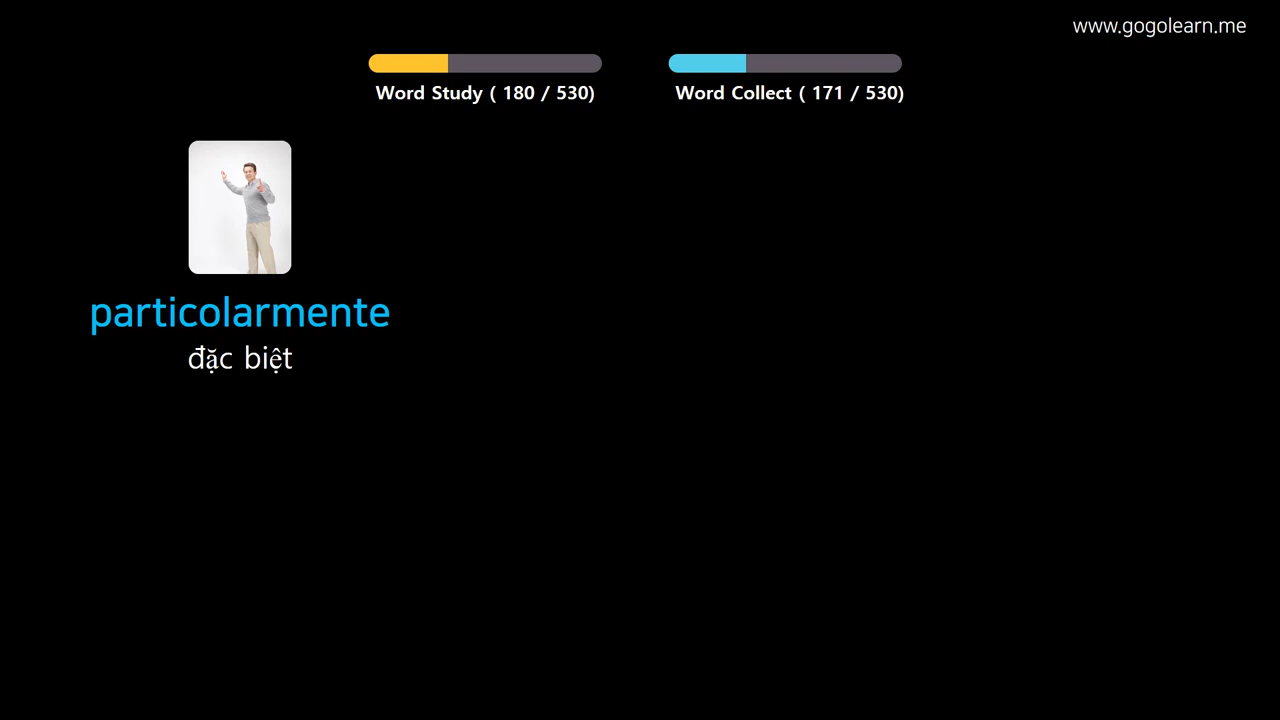 www.gogolearn.me
Word Study ( 180 / 530)
Word Collect ( 171 / 530)
particolarmente
đặc biệt